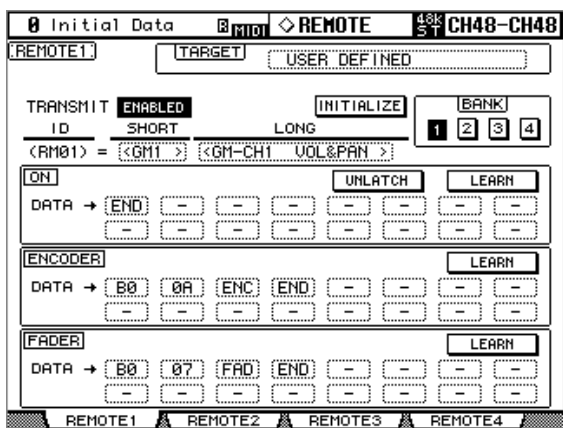 0 Initial Data R MIDI ◇REMOTE 48K ST CH48-CH48
REMOTE1 TARGET USER DEFINED
TRANSMIT ENABLED INITIALIZE BANK
ID SHORT LONG 1 2 3 4
(RM01) = <GM1 > <GM-CH1 VOL&PAN >
ON UNLATCH LEARN
DATA → END - - - - - - -
- - - - - - - -
ENCODER LEARN
DATA → B0 0A ENC END - - - -
- - - - - - - -
FADER LEARN
DATA → B0 07 FAD END - - - -
- - - - - - - -
REMOTE1 REMOTE2 REMOTE3 REMOTE4